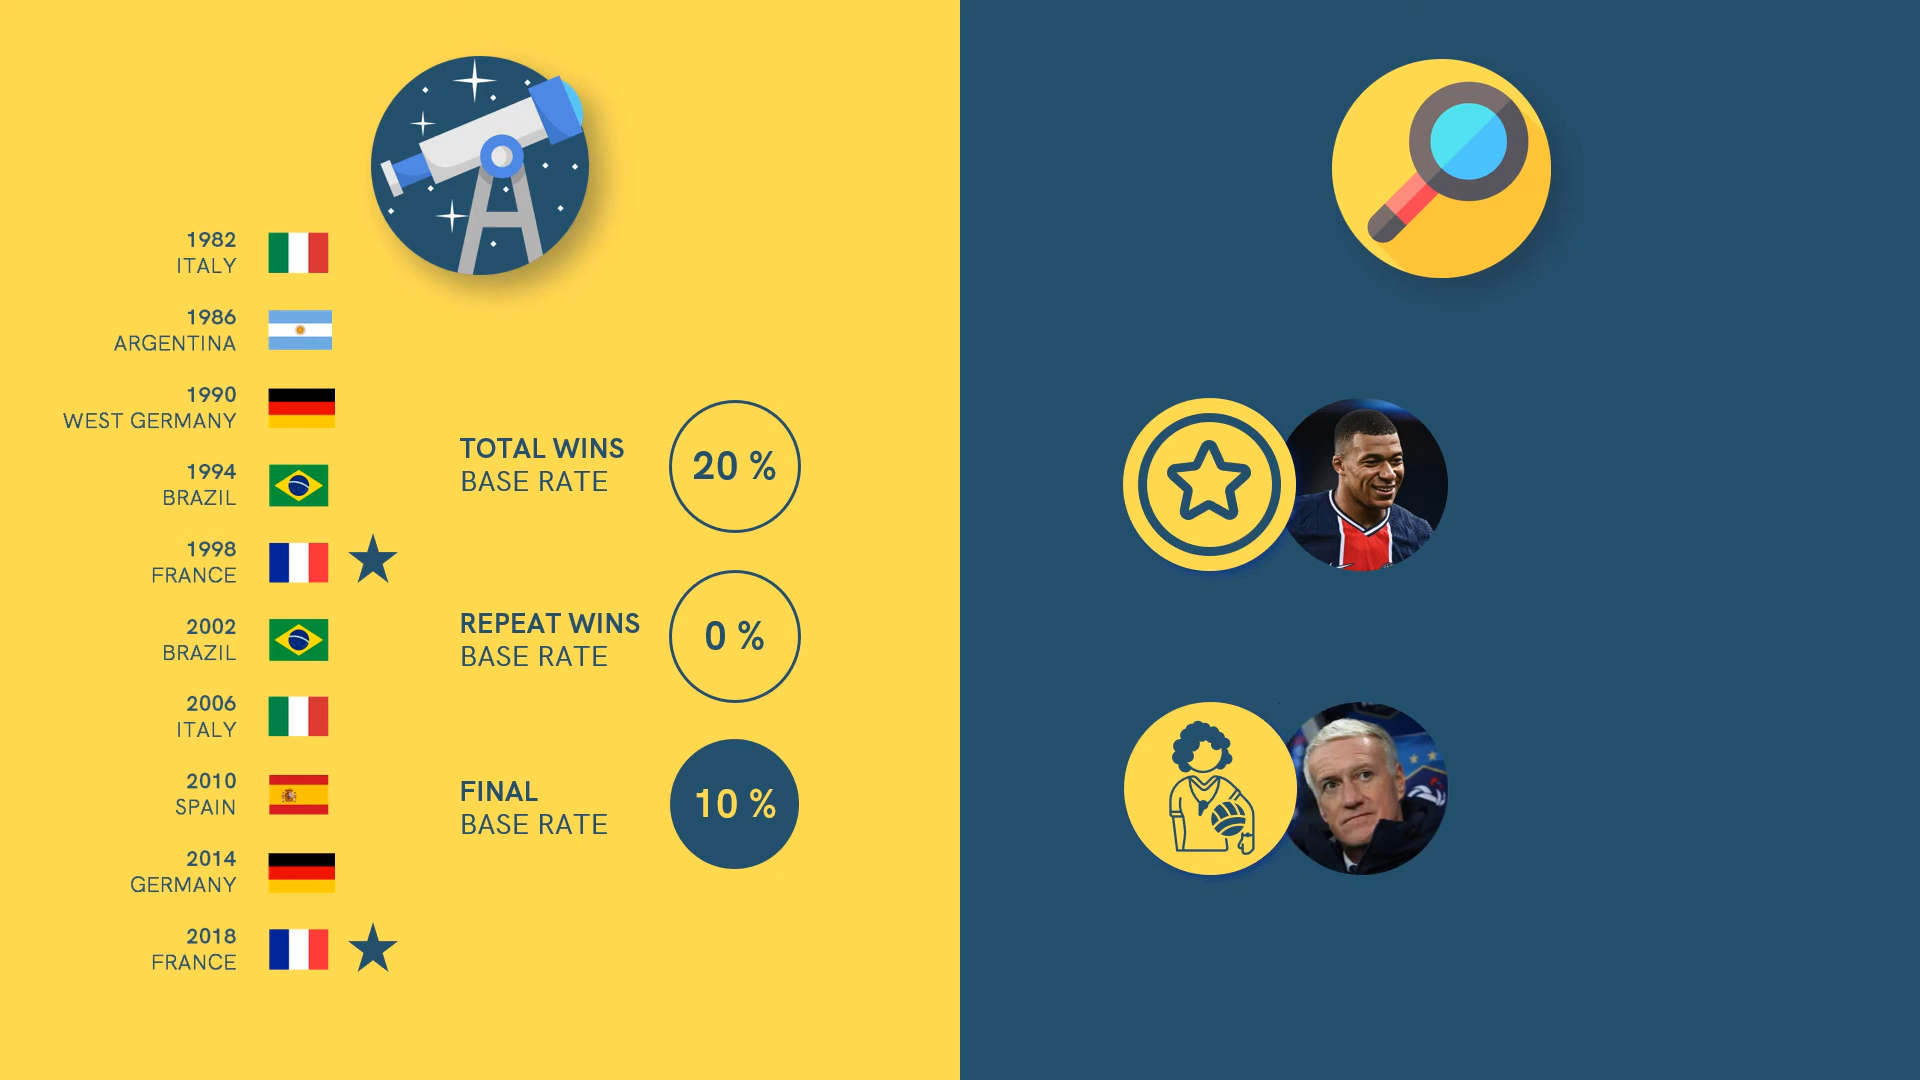 1982
ITALY
1986
ARGENTINA
1990
WEST GERMANY
1994
BRAZIL
1998
FRANCE
2002
BRAZIL
2006
ITALY
2010
SPAIN
2014
GERMANY
2018
FRANCE
TOTAL WINS
BASE RATE
20 %
REPEAT WINS
BASE RATE
0 %
FINAL
BASE RATE
10 %